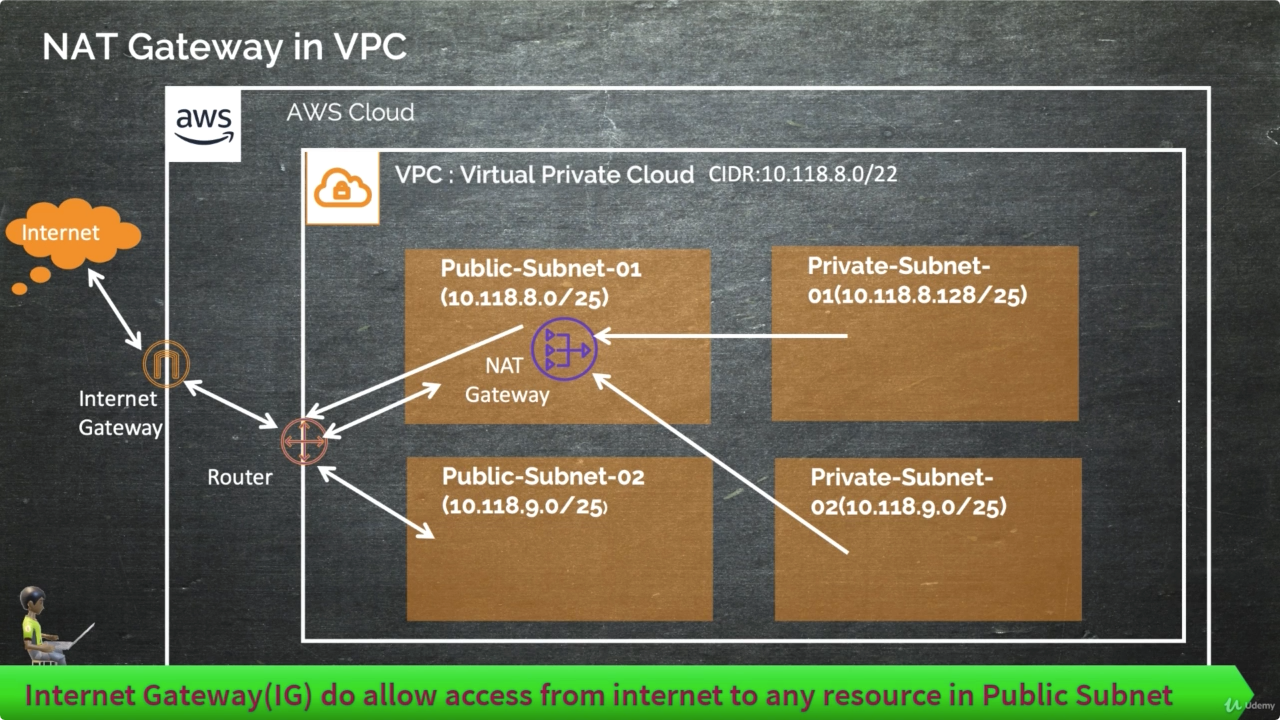 NAT Gateway in VPC
aws
AWS Cloud
VPC : Virtual Private Cloud CIDR:10.118.8.0/22
Internet
Public-Subnet-01
(10.118.8.0/25)
Private-Subnet-
01(10.118.8.128/25)
NAT
Gateway
Internet
Gateway
Router
Public-Subnet-02
(10.118.9.0/25)
Private-Subnet-
02(10.118.9.0/25)
Internet Gateway(IG) do allow access from internet to any resource in Public Subnet
Udemy